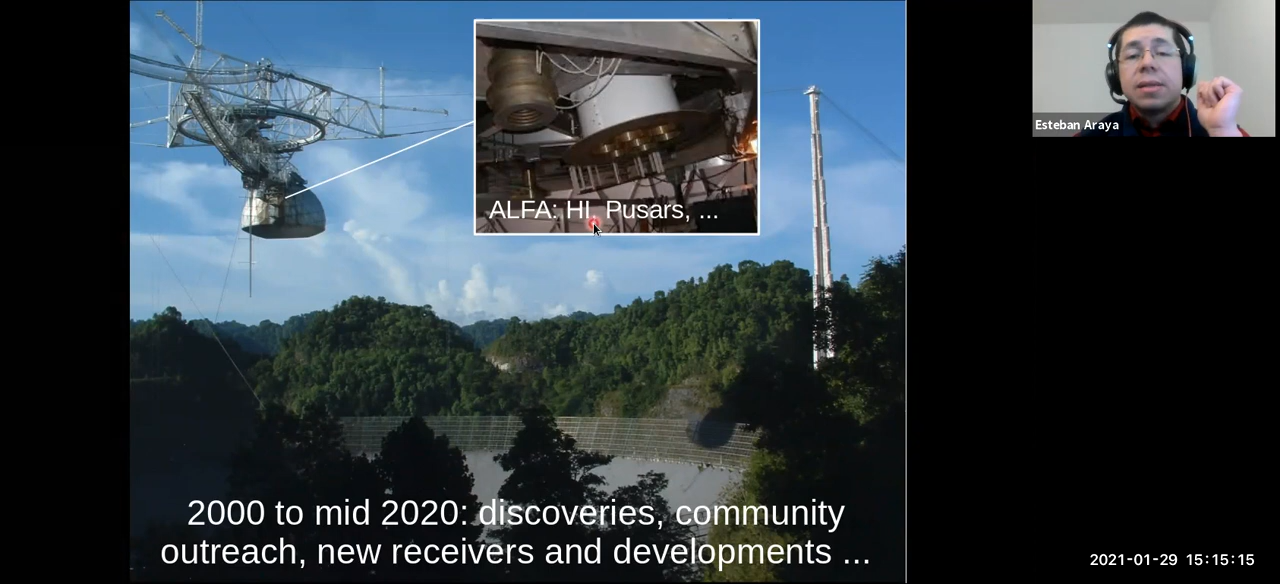 Esteban Araya
ALFA: HI, Pusars, ...
2000 to mid 2020: discoveries, community
outreach, new receivers and developments ...
2021-01-29 15:15:15